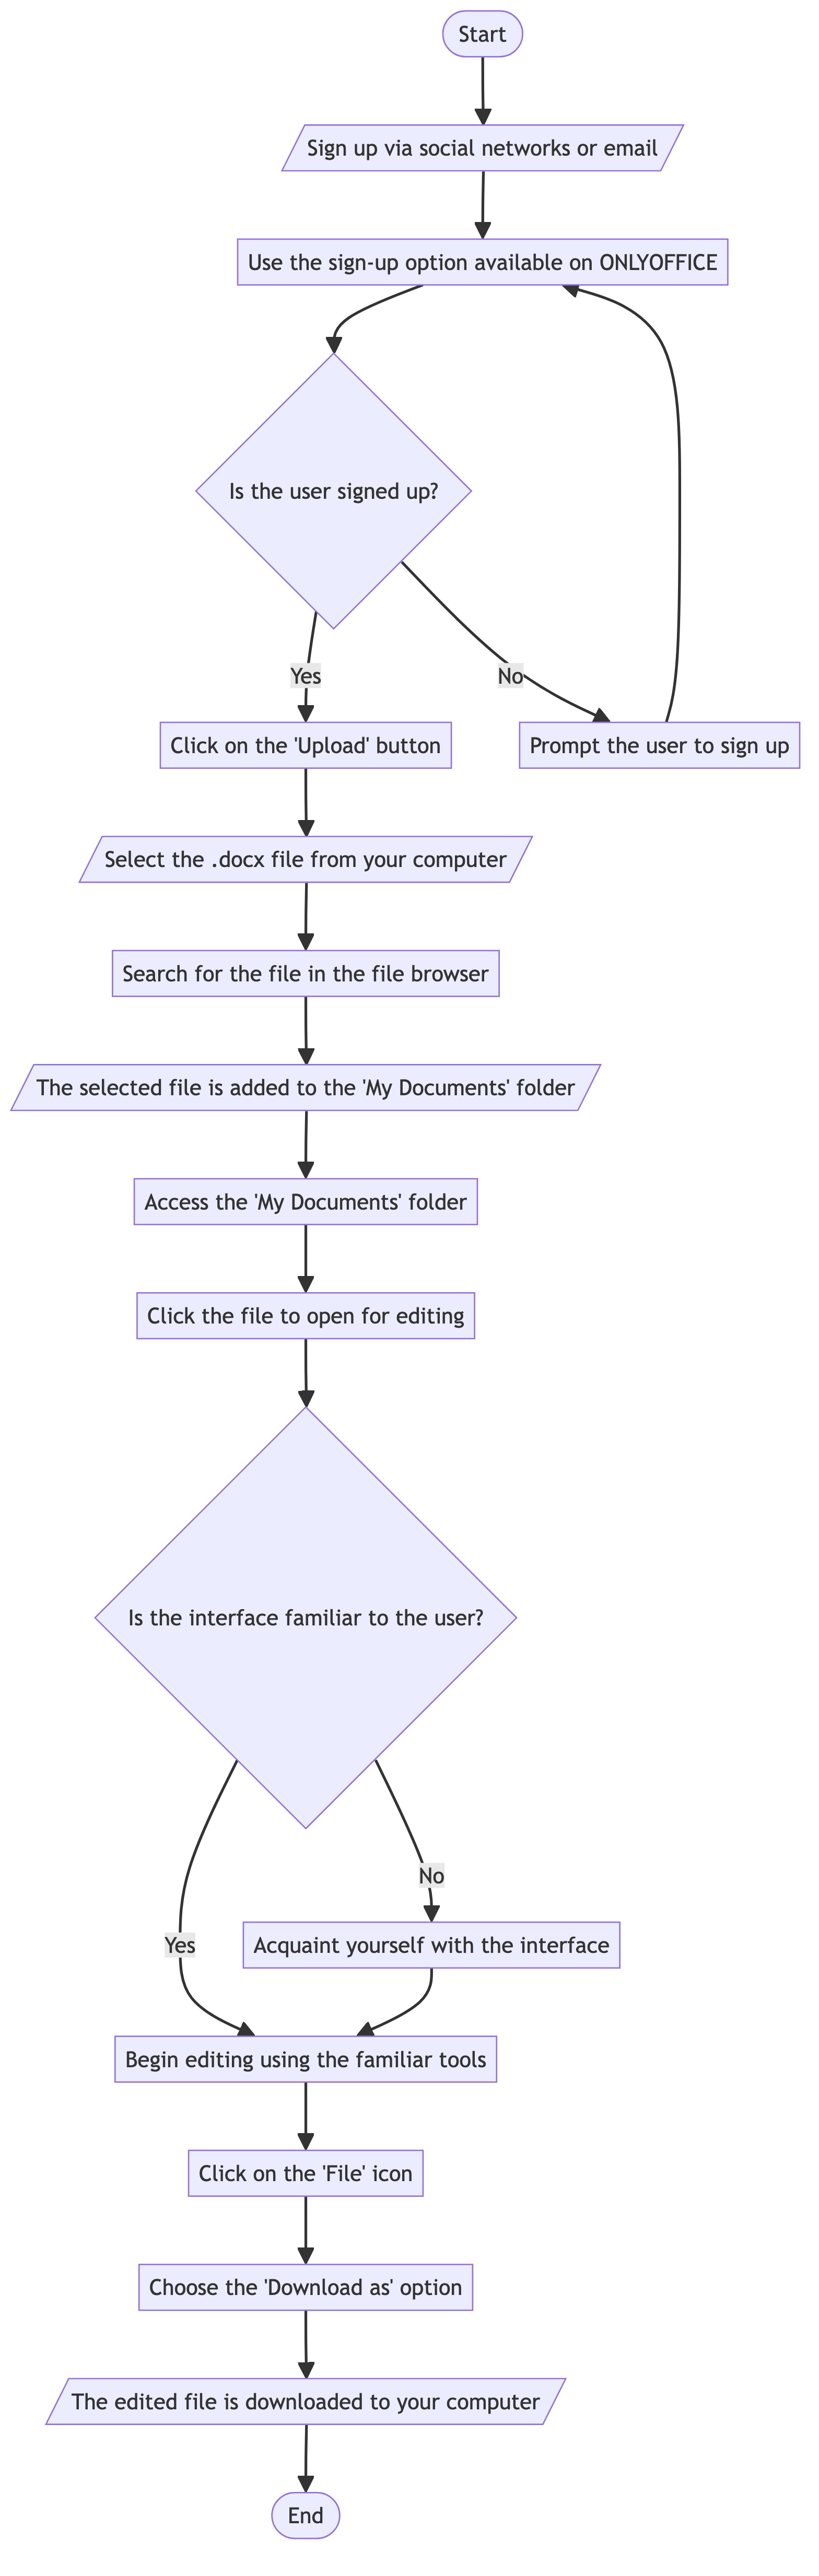 Start
Sign up via social networks or email
Use the sign-up option available on ONLYOFFICE
Is the user signed up?
Yes
No
Click on the 'Upload' button
Prompt the user to sign up
Select the .docx file from your computer
Search for the file in the file browser
The selected file is added to the 'My Documents' folder
Access the 'My Documents' folder
Click the file to open for editing
Is the interface familiar to the user?
No
Yes
Acquaint yourself with the interface
Begin editing using the familiar tools
Click on the 'File' icon
Choose the 'Download as' option
The edited file is downloaded to your computer
End